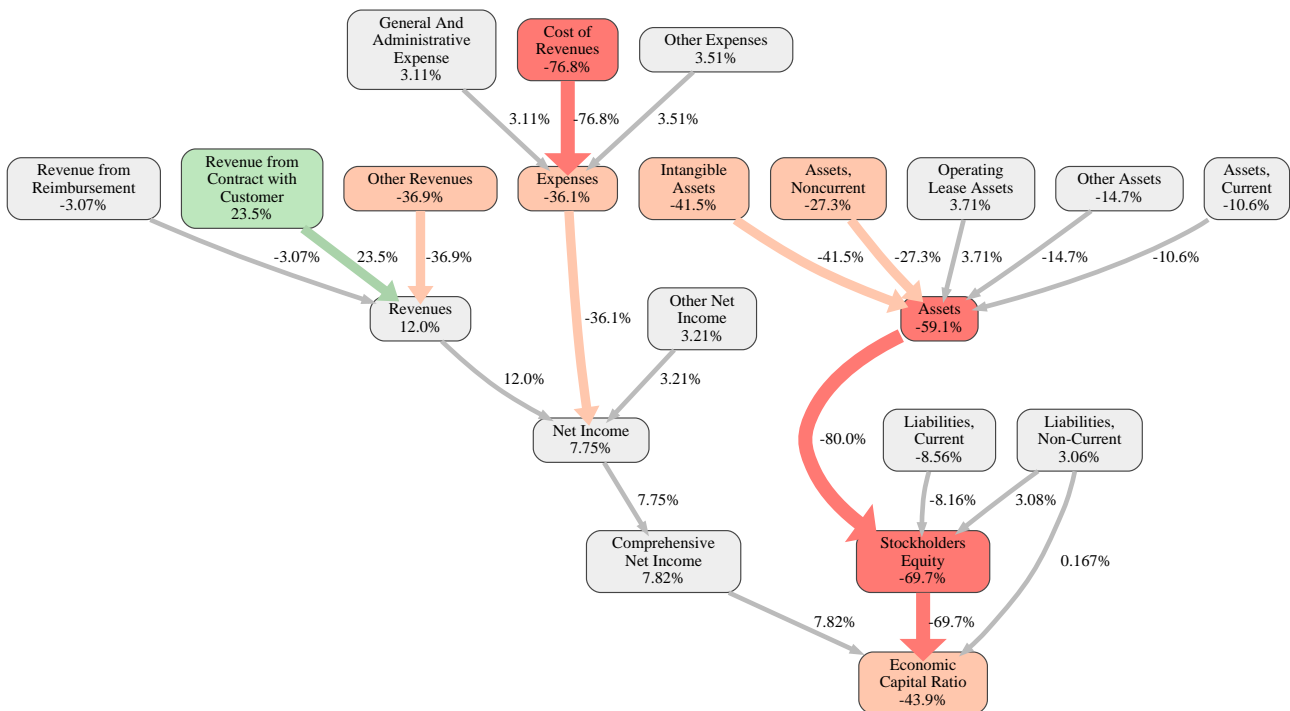 General And
Administrative
Expense
3.11%
Cost of
Revenues
-76.8%
Other Expenses
3.51%
3.11%
-76.8%
3.51%
Revenue from
Reimbursement
-3.07%
Revenue from
Contract with
Customer
23.5%
Other Revenues
-36.9%
Expenses
-36.1%
Intangible
Assets
-41.5%
Assets,
Noncurrent
-27.3%
Operating
Lease Assets
3.71%
Other Assets
-14.7%
Assets,
Current
-10.6%
-3.07%
23.5%
-36.9%
-41.5%
-27.3%
3.71%
-14.7%
-10.6%
Revenues
12.0%
-36.1%
Other Net
Income
3.21%
Assets
-59.1%
12.0%
3.21%
Net Income
7.75%
-80.0%
Liabilities,
Current
-8.56%
Liabilities,
Non-Current
3.06%
7.75%
-8.16%
3.08%
Comprehensive
Net Income
7.82%
Stockholders
Equity
-69.7%
0.167%
7.82%
-69.7%
Economic
Capital Ratio
-43.9%